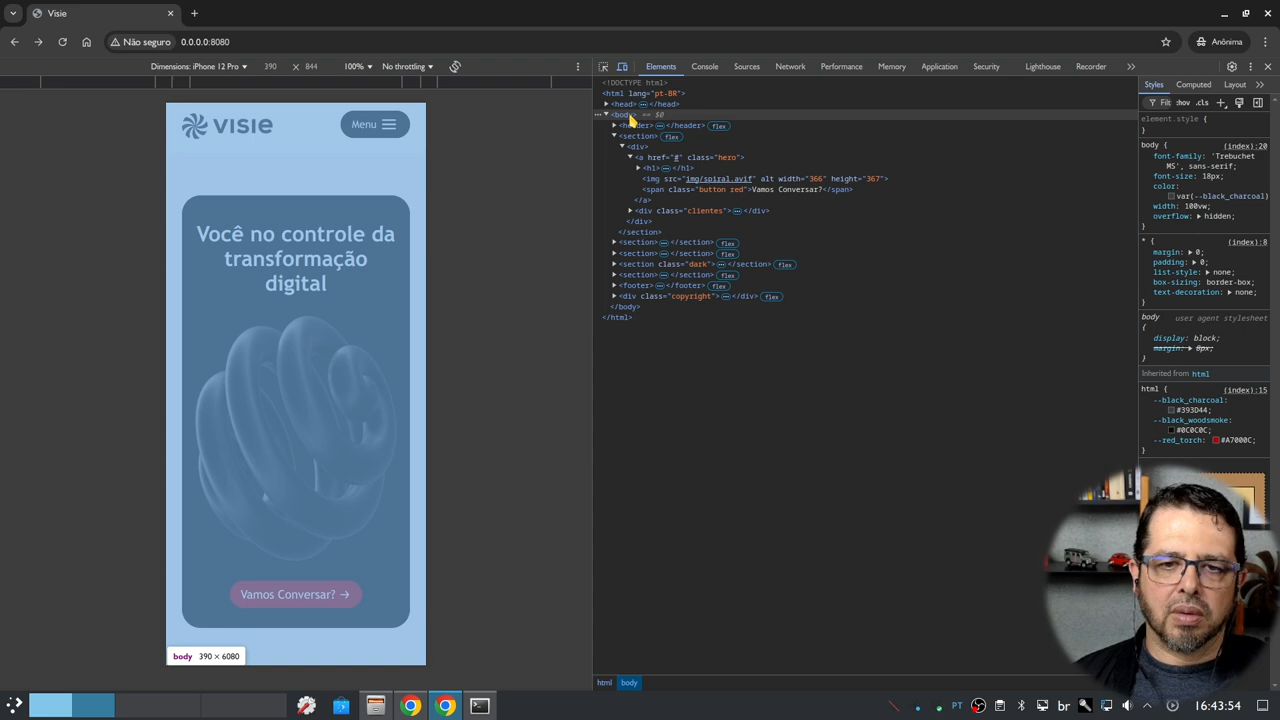 Visie
Não seguro 0.0.0.0:8080 Anônima
Dimensions: iPhone 12 Pro 390 × 844 100% No throttling
Elements Console Sources Network Performance Memory Application Security Lighthouse Recorder
VISIE
Menu
Você no controle da
transformação
digital
Vamos Conversar? →
body 390 × 6080
<!DOCTYPE html>
<html lang="pt-BR">
<head> </head>
<body> == $0
<header> </header> flex
<section> flex
<div>
<a href="#" class="hero">
<h1> </h1>
<img src="img/spiral.avif" alt width="366" height="367">
<span class="button red">Vamos Conversar?</span>
</a>
<div class="clientes"> </div>
</div>
</section>
<section> </section> flex
<section> </section> flex
<section class="dark"> </section> flex
<section> </section> flex
<footer> </footer> flex
<div class="copyright"> </div> flex
</body>
</html>
html body
Styles Computed Layout
Filt :hov .cls
element.style {
}
body { (index):20
font-family: 'Trebuchet
MS', sans-serif;
font-size: 18px;
color:
var(--black_charcoal)
width: 100vw;
overflow: hidden;
}
* { (index):8
margin: 0;
padding: 0;
list-style: none;
box-sizing: border-box;
text-decoration: none;
}
body user agent stylesheet
{
display: block;
margin: 8px;
}
Inherited from html
html { (index):15
--black_charcoal:
#393D44;
--black_woodsmoke:
#0C0C0C;
--red_torch: #A7000C;
}
PT br 16:43:54